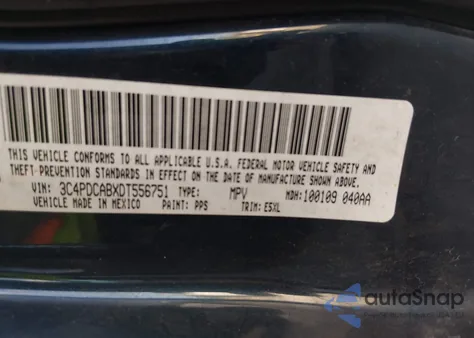 THIS VEHICLE CONFORMS TO ALL APPLICABLE U.S.A. FEDERAL MOTOR VEHICLE SAFETY AND
THEFT-PREVENTION STANDARDS IN EFFECT ON THE DATE OF MANUFACTURE SHOWN ABOVE.
VIN: 3C4PDCABXDT556751 TYPE: MPV MDH:100109 040AA
VEHICLE MADE IN MEXICO PAINT: PPS TRIM: E5XL
autoSnap